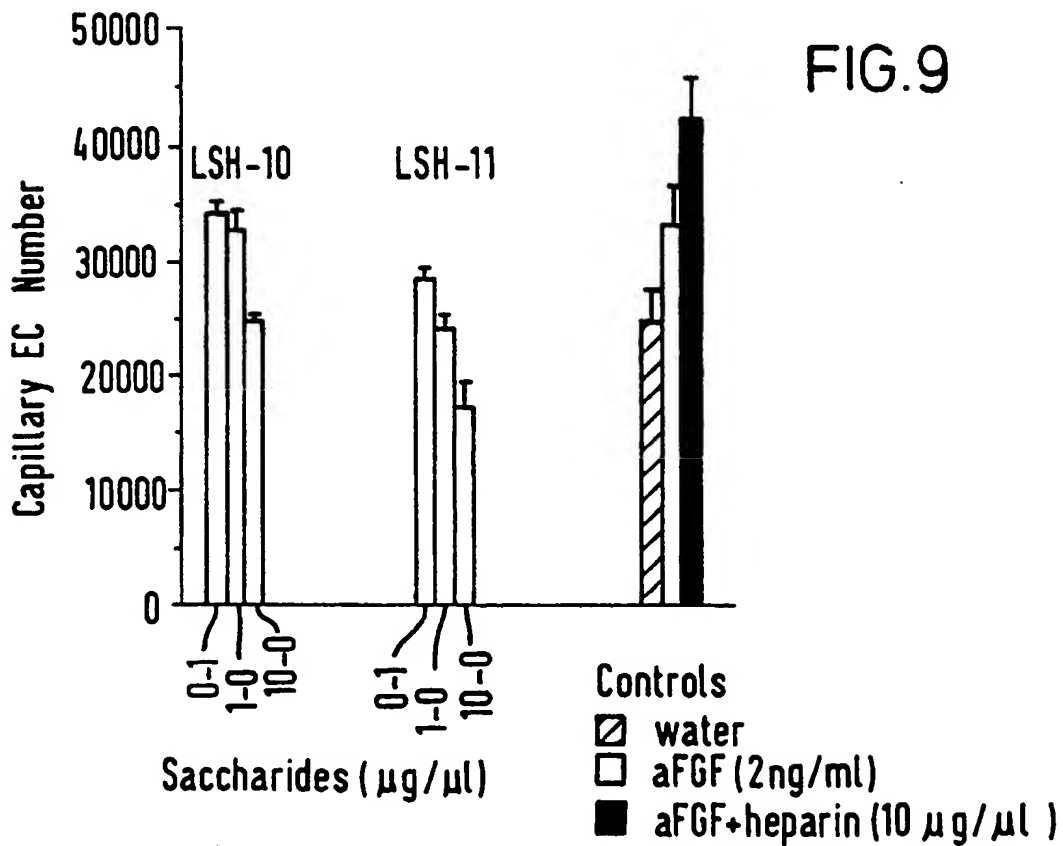 FIG.9
50000
40000
30000
20000
10000
0
Capillary EC Number
LSH-10
LSH-11
0-1
1-0
10-0
0-1
1-0
10-0
Saccharides (μg/μl)
Controls
water
aFGF (2ng/ml)
aFGF+heparin (10 μg/μl )